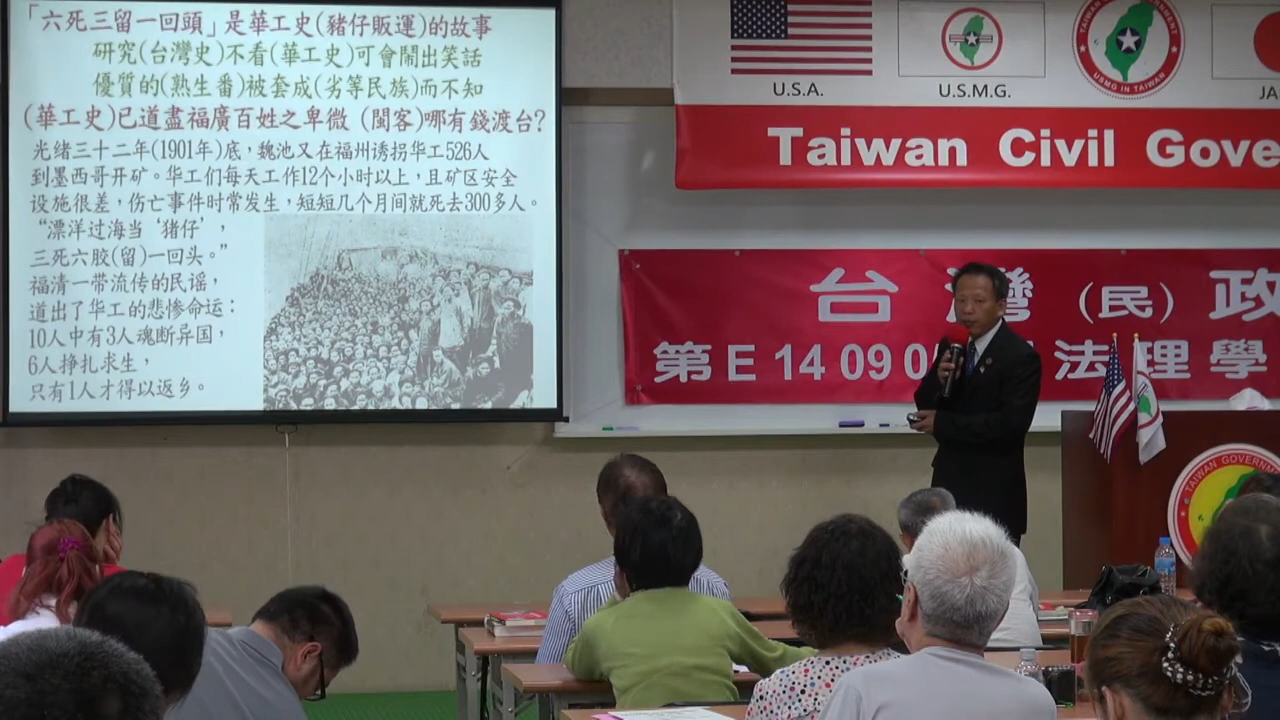 「六死三留一回頭」是華工史(豬仔販運)的故事
研究(台灣史)不看(華工史)可會鬧出笑話
優質的(熟生番)被套成(劣等民族)而不知
(華工史)已道盡福廣百姓之卑微 (閩客)哪有錢渡台?
光绪三十二年(1901年)底，魏池又在福州诱拐华工526人
到墨西哥开矿。华工们每天工作12个小时以上，且矿区安全
设施很差，伤亡事件时常发生，短短几个月间就死去300多人。
“漂洋过海当‘猪仔’，
三死六胶(留)一回头。”
福清一带流传的民谣，
道出了华工的悲惨命运：
10人中有3人魂断异国，
6人挣扎求生，
只有1人才得以返乡。
U.S.A.
U.S.M.G.
TAIWAN GOVERNMENT
USMG IN TAIWAN
JA
Taiwan Civil Gove
台灣(民)政
第E 14 09 0 法理學
TAIWAN GOVERNMENT